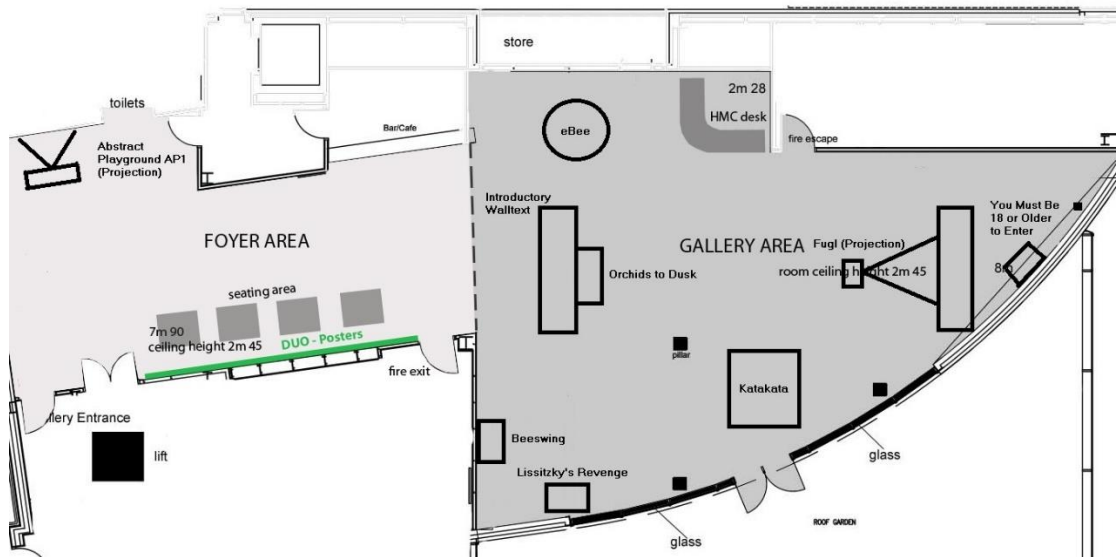 store
toilets
2m 28
HMC desk
eBee
Bar/Cafe
fire escape
Abstract
Playground AP1
(Projection)
Introductory
Walltext
You Must Be
18 or Older
to Enter
FOYER AREA
GALLERY AREA
Fugl (Projection)
Orchids to Dusk
room ceiling height 2m 45
8m
seating area
7m 90
ceiling height 2m 45
DUO - Posters
pillar
fire exit
Katakata
llery Entrance
lift
Beeswing
Lissitzky's Revenge
glass
glass
ROOF GARDEN